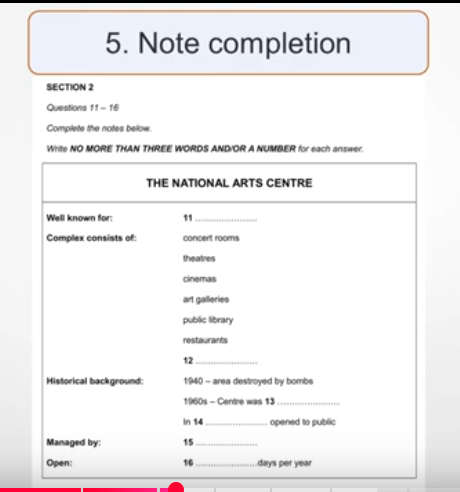 5. Note completion
SECTION 2
Questions 11 – 16
Complete the notes below.
Write NO MORE THAN THREE WORDS AND/OR A NUMBER for each answer.
THE NATIONAL ARTS CENTRE
Well known for: 11 ......................
Complex consists of: concert rooms
theatres
cinemas
art galleries
public library
restaurants
12 ......................
Historical background: 1940 – area destroyed by bombs
1960s – Centre was 13 ......................
In 14 ...................... opened to public
Managed by: 15 ......................
Open: 16 ......................days per year